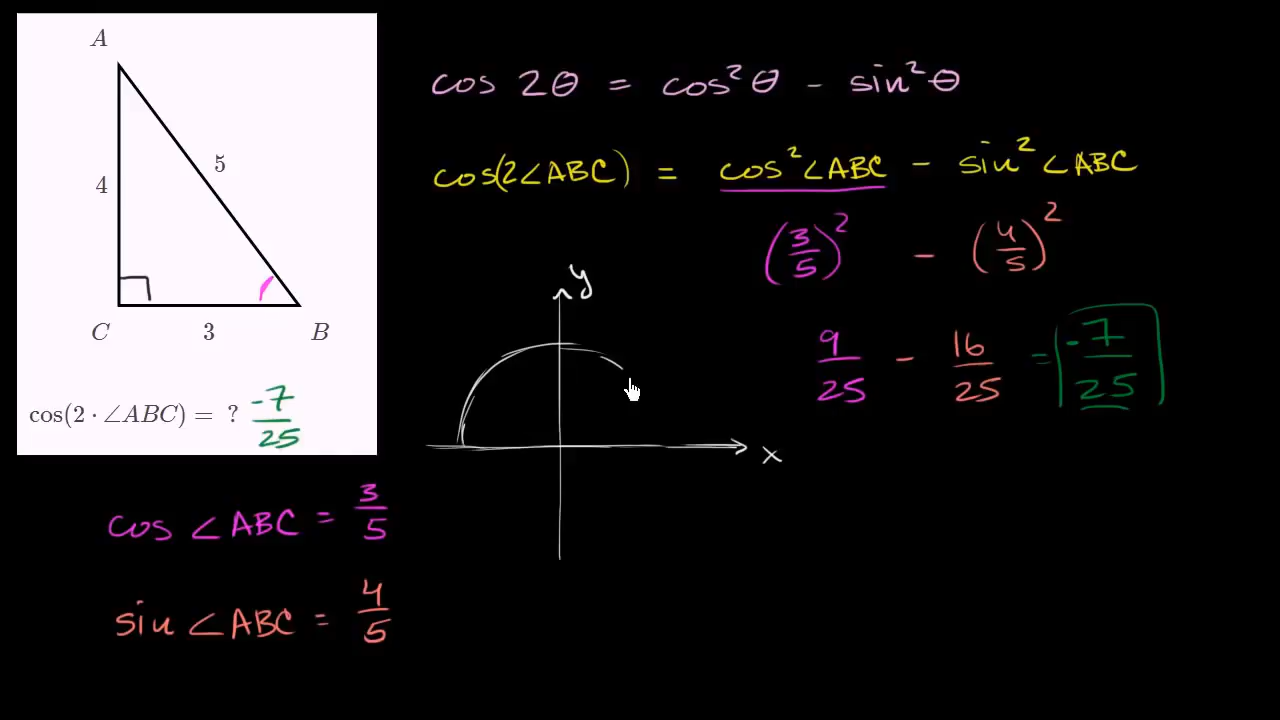 A
5
4
C 3 B
cos(2 · ∠ABC) = ? -7/25
cos ∠ABC = 3/5
sin ∠ABC = 4/5
cos 2θ = cos²θ - sin²θ
cos(2∠ABC) = cos²∠ABC - sin²∠ABC
(3/5)² - (4/5)²
9/25 - 16/25 = -7/25
y
x